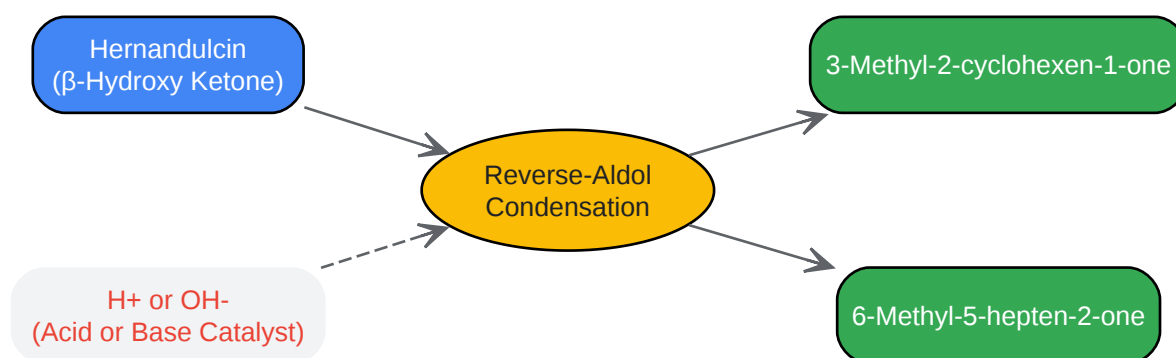 Hernandulcin
(β-Hydroxy Ketone)
3-Methyl-2-cyclohexen-1-one
Reverse-Aldol
Condensation
H+ or OH-
(Acid or Base Catalyst)
6-Methyl-5-hepten-2-one